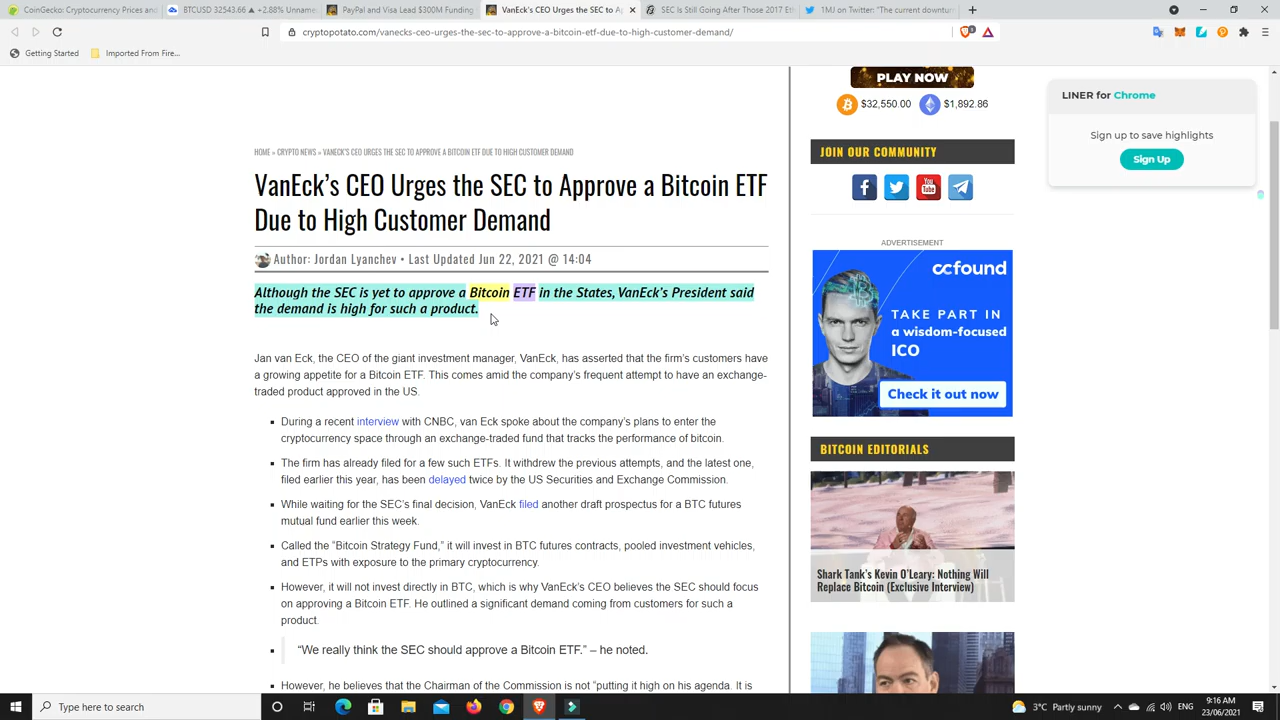 CoinGecko: Cryptocurrency Prices and
BTCUSD 32543.66 ▲ +2.88% Un
PayPal and Visa Lead $300M Funding
VanEck's CEO Urges the SEC to Ap
SEC Is Still Going After Those 2017 Eth
cryptopotato.com/vanecks-ceo-urges-the-sec-to-approve-a-bitcoin-etf-due-to-high-customer-demand/
Getting Started
Imported From Fire...
PLAY NOW
$32,550.00
$1,892.86
LINER for Chrome
Sign up to save highlights
Sign Up
HOME » CRYPTO NEWS » VANECK'S CEO URGES THE SEC TO APPROVE A BITCOIN ETF DUE TO HIGH CUSTOMER DEMAND
VanEck's CEO Urges the SEC to Approve a Bitcoin ETF
Due to High Customer Demand
Author: Jordan Lyanchev • Last Updated Jun 22, 2021 @ 14:04
Although the SEC is yet to approve a Bitcoin ETF in the States, VanEck's President said
the demand is high for such a product.
Jan van Eck, the CEO of the giant investment manager, VanEck, has asserted that the firm's customers have
a growing appetite for a Bitcoin ETF. This comes amid the company's frequent attempt to have an exchange-
traded product approved in the US.
During a recent interview with CNBC, van Eck spoke about the company's plans to enter the
cryptocurrency space through an exchange-traded fund that tracks the performance of bitcoin.
The firm has already filed for a few such ETFs. It withdrew the previous attempts, and the latest one,
filed earlier this year, has been delayed twice by the US Securities and Exchange Commission.
While waiting for the SEC's final decision, VanEck filed another draft prospectus for a BTC futures
mutual fund earlier this week.
Called the "Bitcoin Strategy Fund," it will invest in BTC futures contracts, pooled investment vehicles,
and ETPs with exposure to the primary cryptocurrency.
However, it will not invest directly in BTC, which is why VanEck's CEO believes the SEC should focus
on approving a Bitcoin ETF. He outlined a significant demand coming from customers for such a
product.
"We really think the SEC should approve a Bitcoin ETF." – he noted.
However, he believes that the Chairman of the Commission is not "putting it high on his agenda. It is
JOIN OUR COMMUNITY
You
Tube
ADVERTISEMENT
ccfound
TAKE PART IN
a wisdom-focused
ICO
Check it out now
BITCOIN EDITORIALS
Shark Tank's Kevin O'Leary: Nothing Will
Replace Bitcoin (Exclusive Interview)
Type here to search
3°C Partly sunny
ENG
9:16 AM
23/06/2021